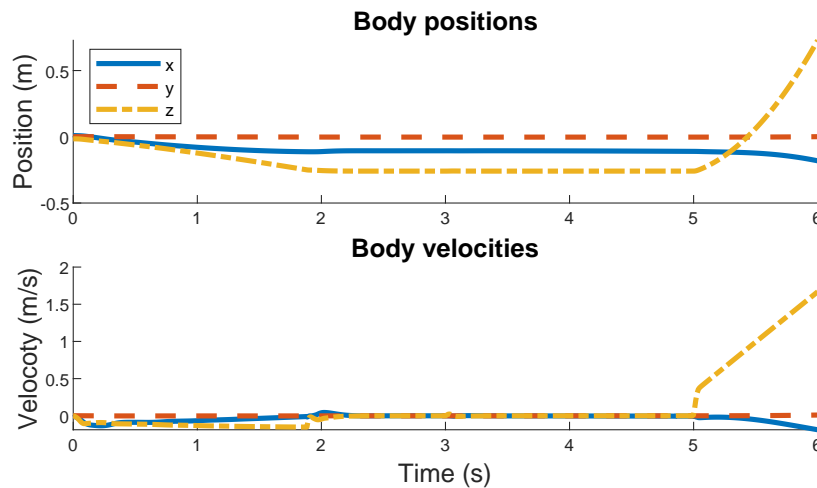 Body positions
Position (m)
0.5
0
-0.5
x
y
z
0 1 2 3 4 5 6
Body velocities
Velocoty (m/s)
2
1.5
1
0.5
0
0 1 2 3 4 5 6
Time (s)